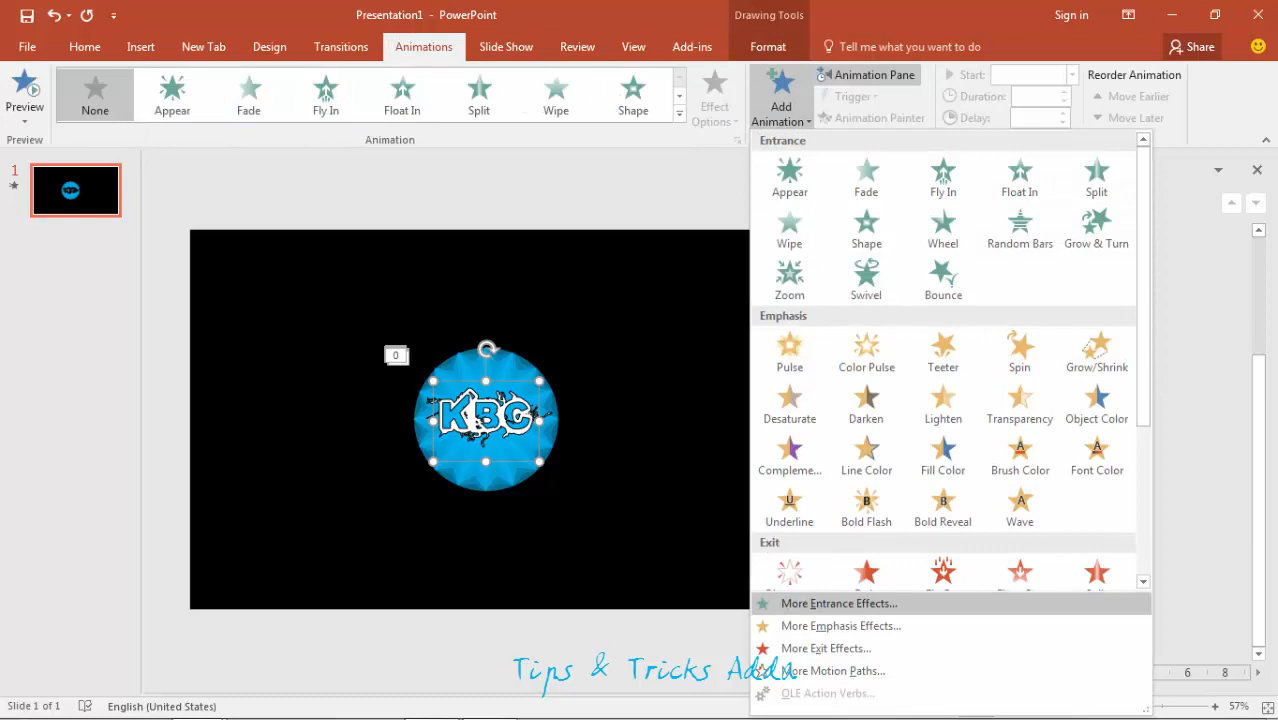 Presentation1 - PowerPoint
Drawing Tools
Sign in
File
Home
Insert
New Tab
Design
Transitions
Animations
Slide Show
Review
View
Add-ins
Format
Tell me what you want to do
Share
Preview
None
Appear
Fade
Fly In
Float In
Split
Wipe
Shape
Effect
Options
Add
Animation
Animation Pane
Trigger
Animation Painter
Start:
Duration:
Delay:
Reorder Animation
Move Earlier
Move Later
Preview
Animation
Entrance
Appear
Fade
Fly In
Float In
Split
Wipe
Shape
Wheel
Random Bars
Grow & Turn
Zoom
Swivel
Bounce
Emphasis
Pulse
Color Pulse
Teeter
Spin
Grow/Shrink
Desaturate
Darken
Lighten
Transparency
Object Color
Compleme...
Line Color
Fill Color
Brush Color
Font Color
Underline
Bold Flash
Bold Reveal
Wave
Exit
More Entrance Effects...
More Emphasis Effects...
More Exit Effects...
More Motion Paths...
OLE Action Verbs...
1
0
KBC
Tips & Tricks Adda
6 8
Slide 1 of 1
English (United States)
57%